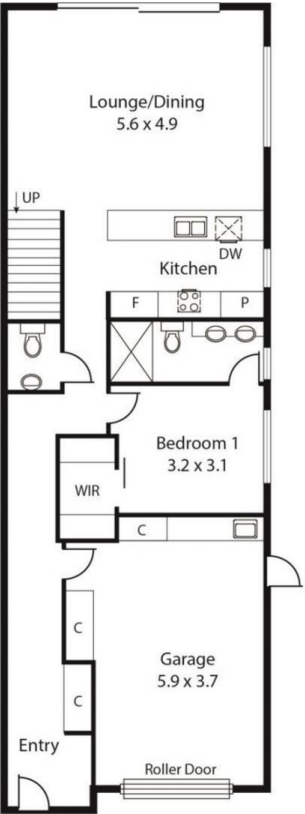 Lounge/Dining
5.6 x 4.9
UP
DW
Kitchen
F
P
Bedroom 1
3.2 x 3.1
WIR
C
C
Garage
5.9 x 3.7
C
Entry
Roller Door